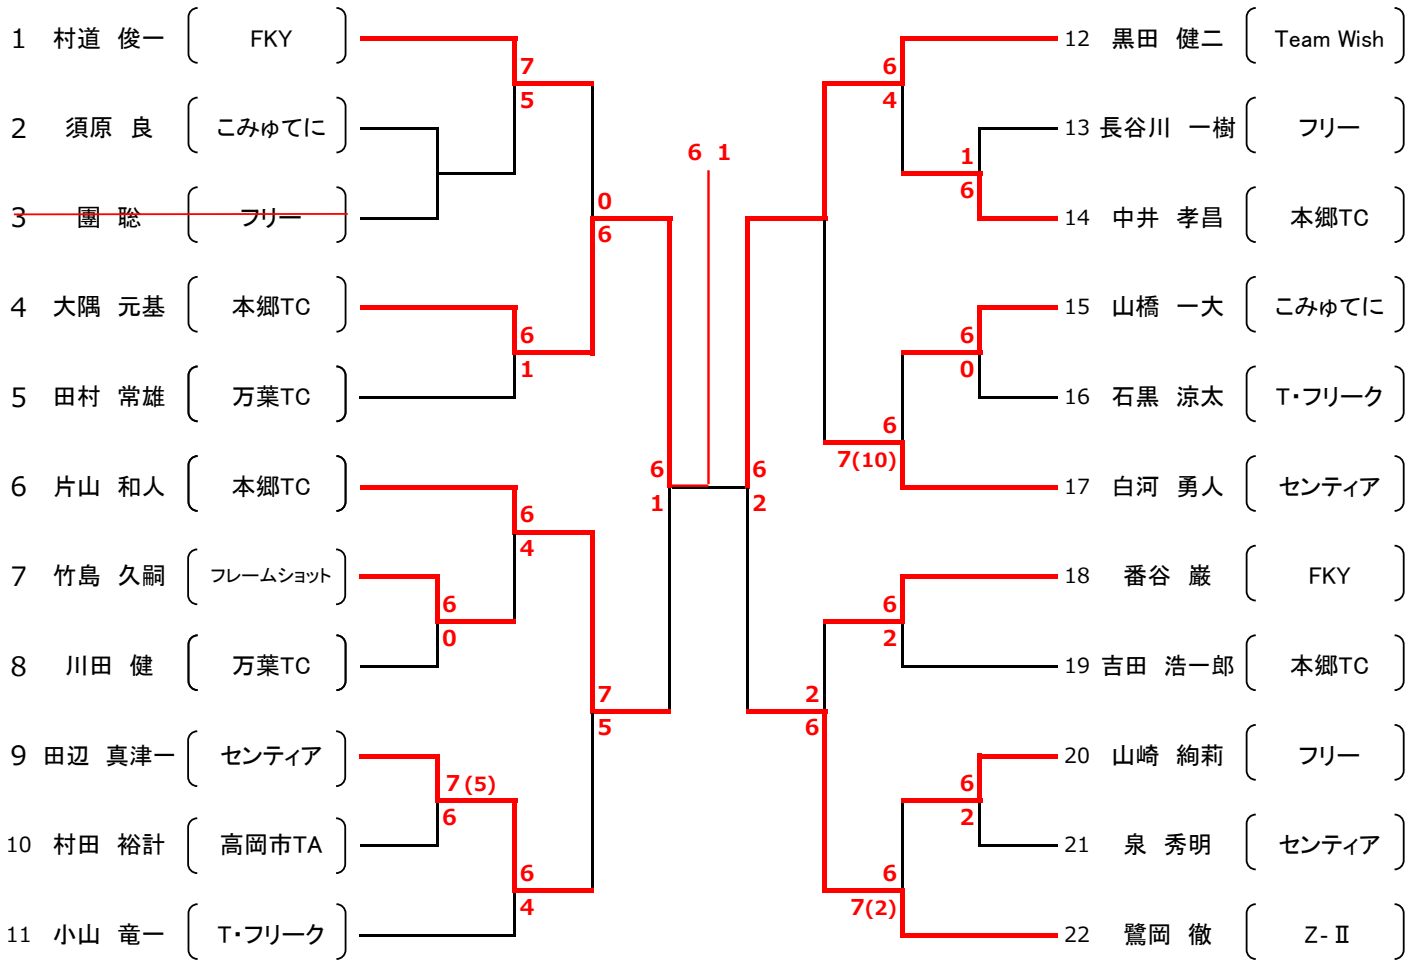 1 村道 俊一 FKY
2 須原 良 こみゅてに
3 團 聡 フリー
4 大隅 元基 本郷TC
5 田村 常雄 万葉TC
6 片山 和人 本郷TC
7 竹島 久嗣 フレームショット
8 川田 健 万葉TC
9 田辺 真津一 センティア
10 村田 裕計 高岡市TA
11 小山 竜一 T・フリーク
7
5
0
6
6
1
6
4
6
0
7
5
7(5)
6
6
4
6 1
6
1
6
2
6
4
1
6
6
0
6
7(10)
6
2
2
6
6
2
6
7(2)
12 黒田 健二 Team Wish
13 長谷川 一樹 フリー
14 中井 孝昌 本郷TC
15 山橋 一大 こみゅてに
16 石黒 涼太 T・フリーク
17 白河 勇人 センティア
18 番谷 巌 FKY
19 吉田 浩一郎 本郷TC
20 山崎 絢莉 フリー
21 泉 秀明 センティア
22 鷺岡 徹 Z-Ⅱ